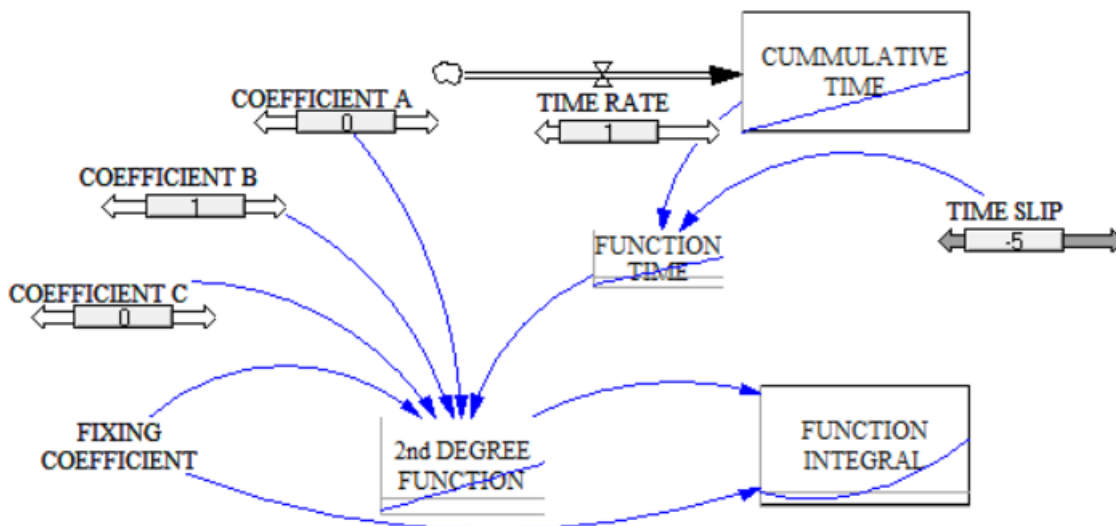 CUMMULATIVE
TIME
COEFFICIENT A
0
TIME RATE
1
COEFFICIENT B
1
TIME SLIP
-5
FUNCTION
TIME
COEFFICIENT C
0
FIXING
COEFFICIENT
2nd DEGREE
FUNCTION
FUNCTION
INTEGRAL